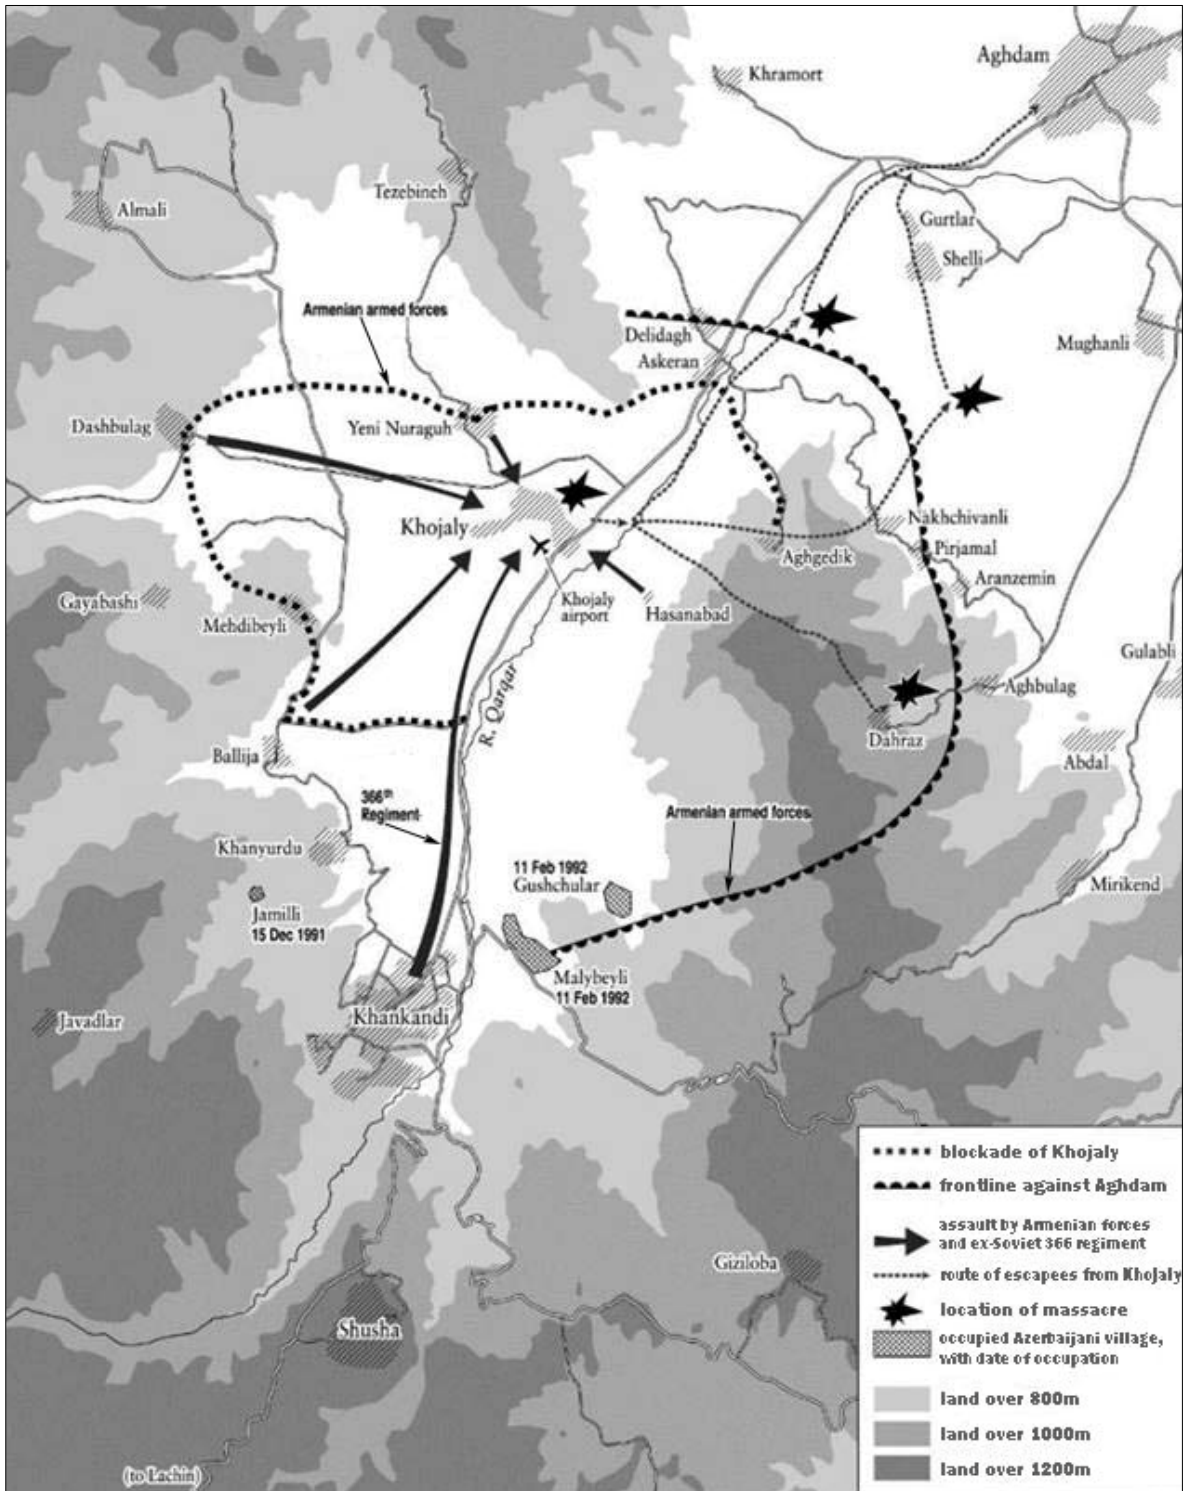 Aghdam
Khramort
Tezebineh
Almali
Gurtlar
Shelli
Armenian armed forces
Delidagh
Askeran
Mughanli
Dashbulag
Yeni Nuraguh
Khojaly
Nakhchivanli
Pirjamal
Aghgedik
Aranzemin
Gayabashi
Mehdibeyli
Khojaly
airport
Hasanabad
Gulabli
R. Qarqar
Aghbulag
Dahraz
Ballija
Abdal
366th
Regiment
Armenian armed forces
Khanyurdu
11 Feb 1992
Gushchular
Mirikend
Jamilli
15 Dec 1991
Malybeyli
11 Feb 1992
Javadlar
Khankandi
Giziloba
Shusha
(to Lachin)
blockade of Khojaly
frontline against Aghdam
assault by Armenian forces
and ex-Soviet 366 regiment
route of escapees from Khojaly
location of massacre
occupied Azerbaijani village,
with date of occupation
land over 800m
land over 1000m
land over 1200m